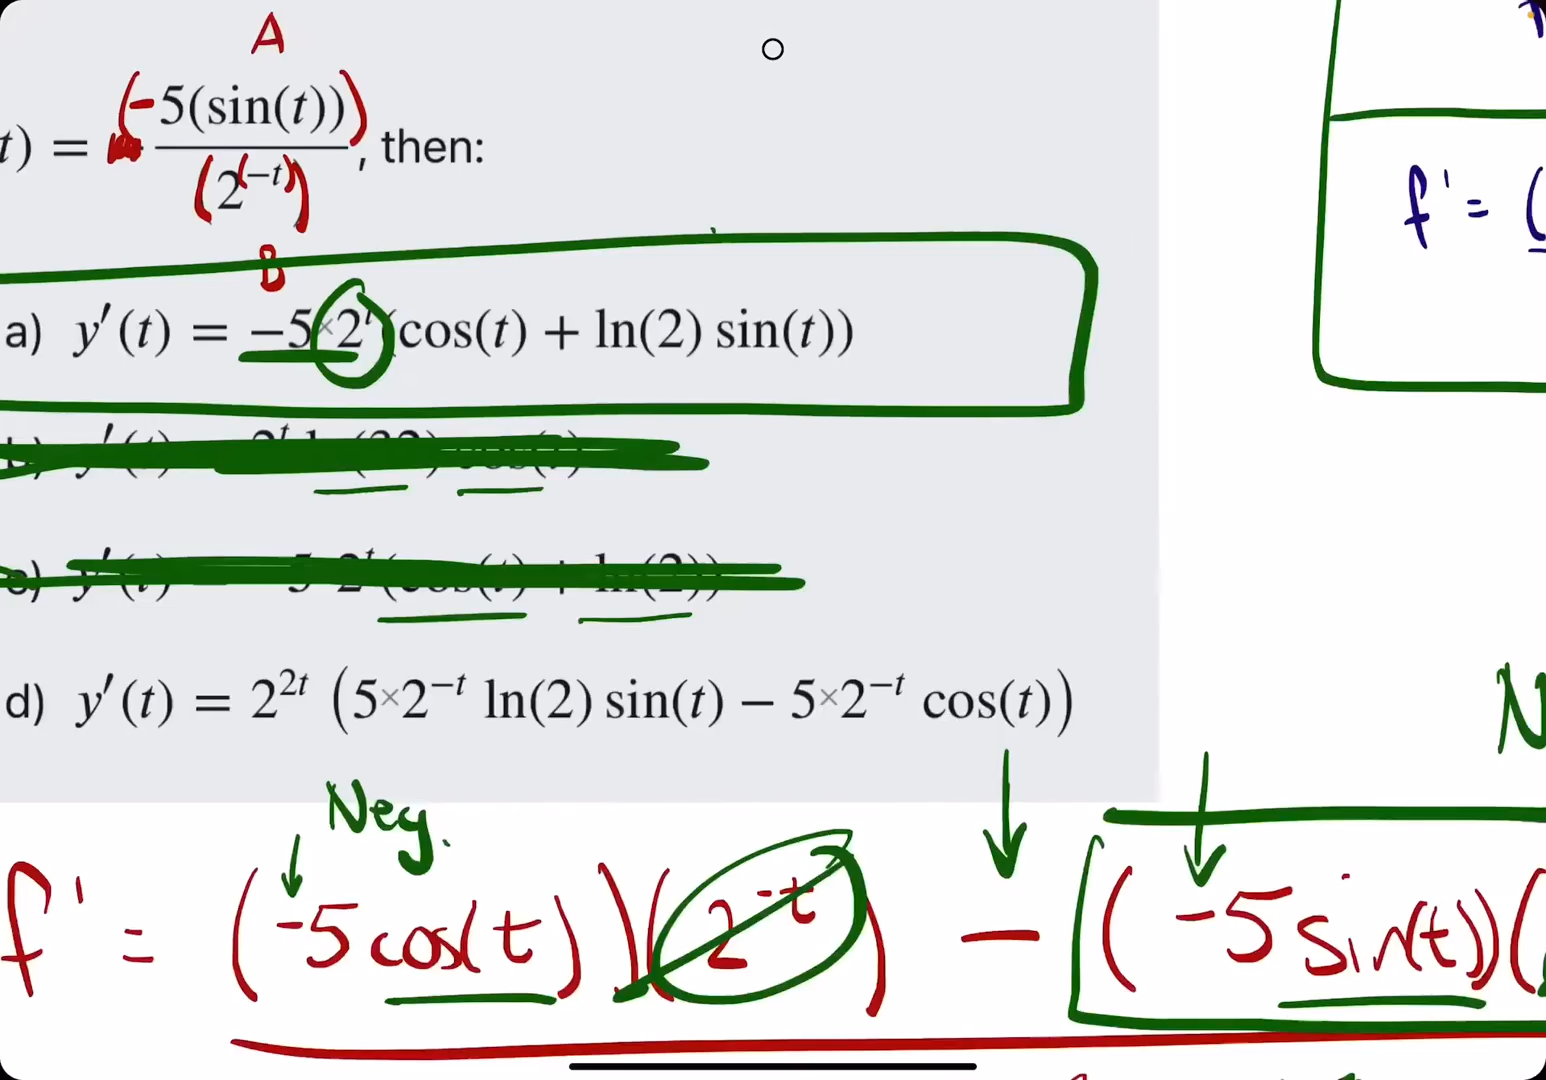 A
t) = (-5(sin(t))) / (2^(−t)), then:
B
a) y′(t) = −5×2^t (cos(t) + ln(2) sin(t))
f' = (
d) y′(t) = 2^{2t} (5×2^{−t} ln(2) sin(t) − 5×2^{−t} cos(t))
N
Neg.
f' = (-5 cos(t))(2^{-t}) − [(-5 sin(t))(